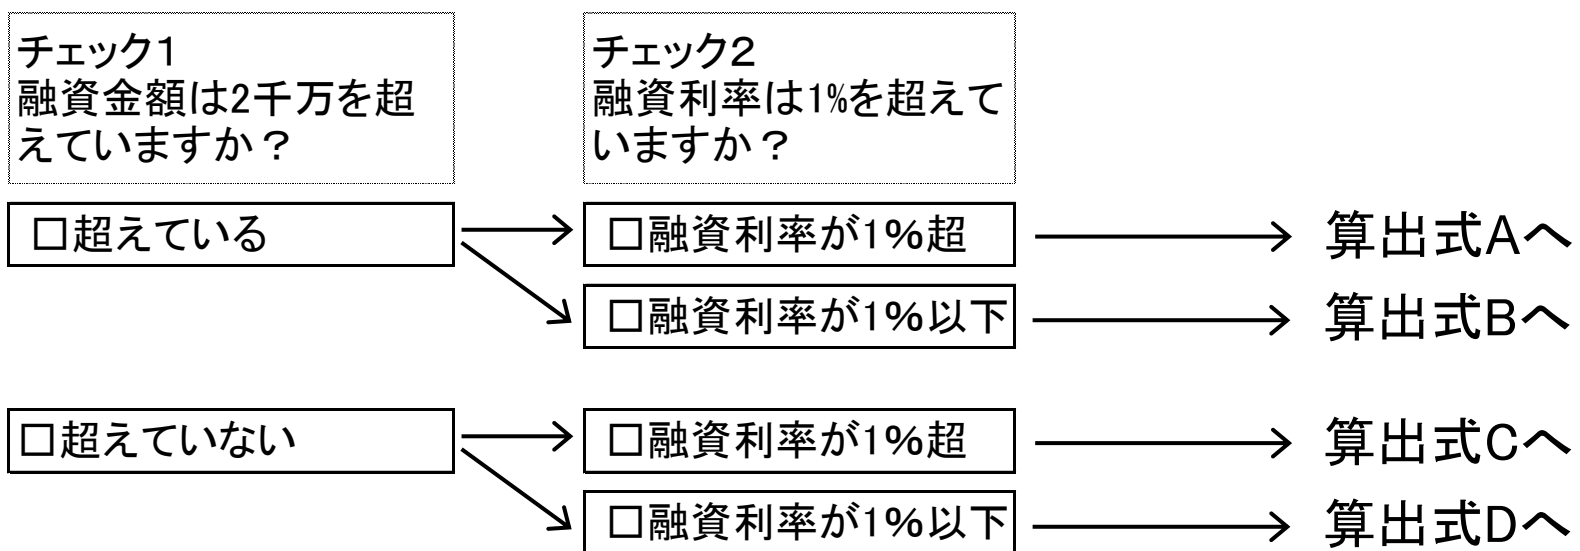 チェック1
融資金額は2千万を超
えていますか？
チェック2
融資利率は1%を超えて
いますか？
□超えている
□融資利率が1%超
算出式Aへ
□融資利率が1%以下
算出式Bへ
□超えていない
□融資利率が1%超
算出式Cへ
□融資利率が1%以下
算出式Dへ